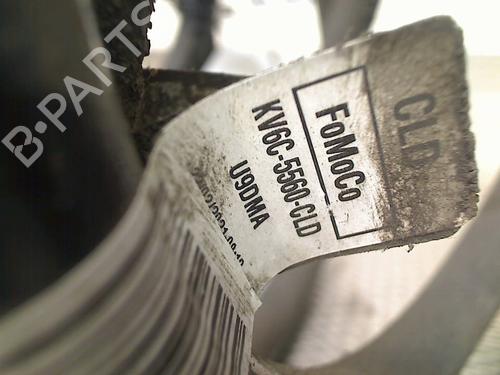 B-PARTS
CLD
FoMoCo
KV6C-5560-CLD
U9DMA